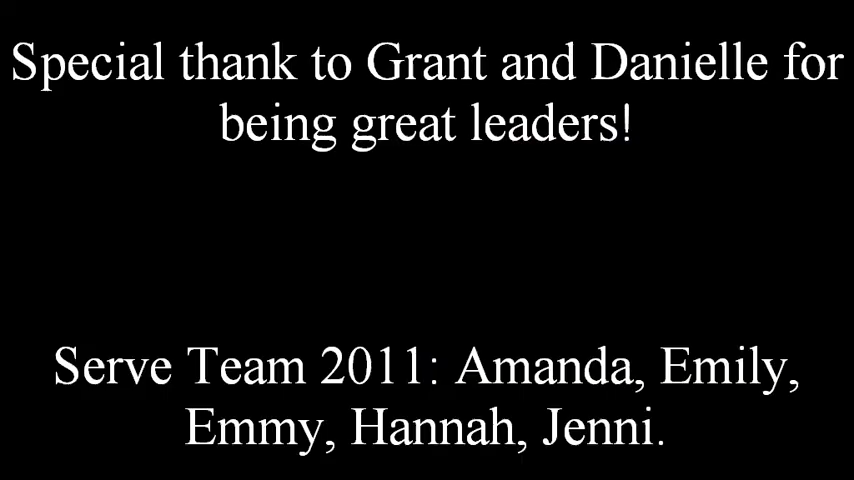 Special thank to Grant and Danielle for
being great leaders!
Serve Team 2011: Amanda, Emily,
Emmy, Hannah, Jenni.